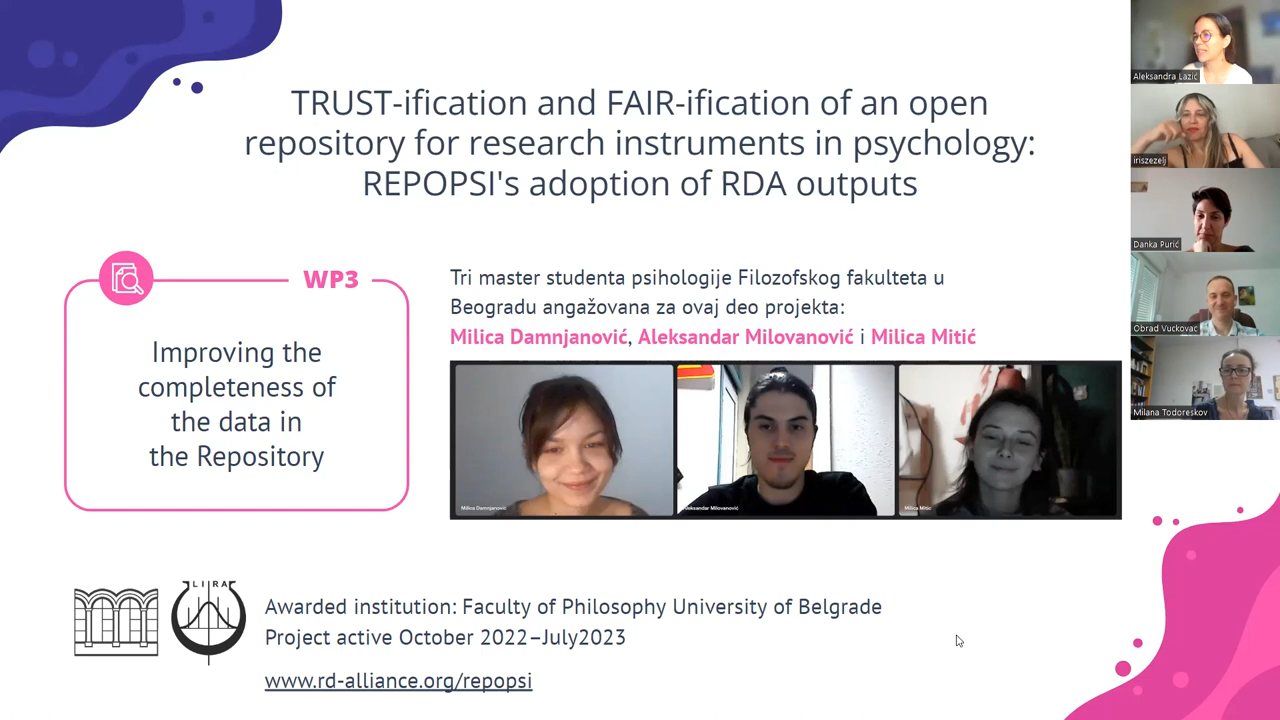 TRUST-ification and FAIR-ification of an open
repository for research instruments in psychology:
REPOPSI's adoption of RDA outputs
WP3
Improving the
completeness of
the data in
the Repository
Tri master studenta psihologije Filozofskog fakulteta u
Beogradu angažovana za ovaj deo projekta:
Milica Damnjanović, Aleksandar Milovanović i Milica Mitić
Milica Damnjanović
Aleksandar Milovanović
Milica Mitic
LIRA
Awarded institution: Faculty of Philosophy University of Belgrade
Project active October 2022–July2023
www.rd-alliance.org/repopsi
Aleksandra Lazić
iriszezelj
Danka Purić
Obrad Vuckovac
Milana Todoreskov